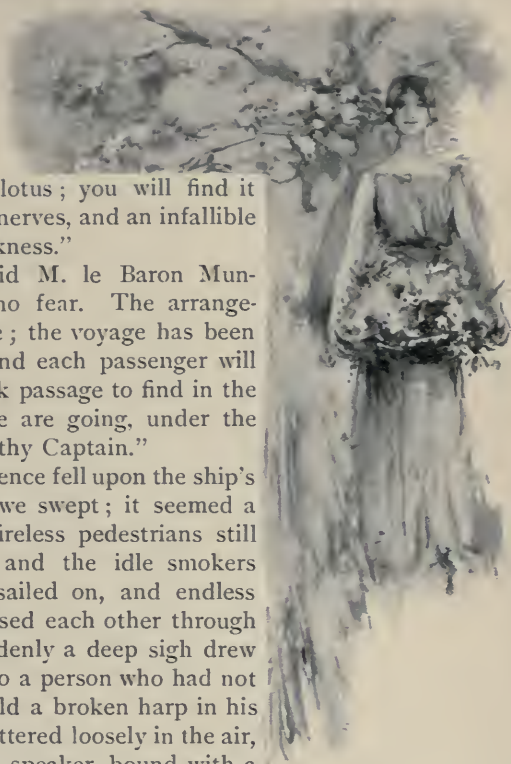 lotus ; you will find it
nerves, and an infallible
kness.”
id M. le Baron Mun-
no fear. The arrange-
e ; the voyage has been
nd each passenger will
k passage to find in the
e are going, under the
thy Captain.”
ence fell upon the ship’s
we swept ; it seemed a
ireless pedestrians still
and the idle smokers
sailed on, and endless
sed each other through
denly a deep sigh drew
o a person who had not
ld a broken harp in his
ttered loosely in the air,
speaker, bound with a